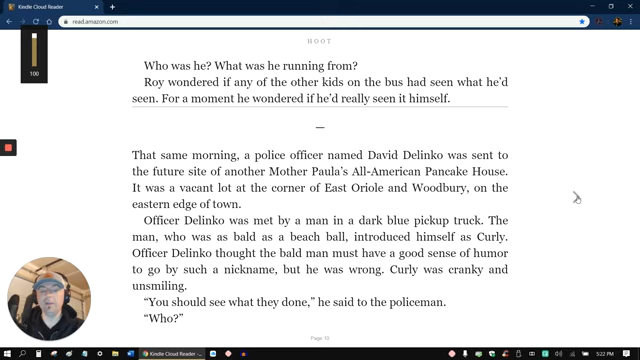 Kindle Cloud Reader
read.amazon.com
HOOT
100
Who was he? What was he running from?
Roy wondered if any of the other kids on the bus had seen what he'd
seen. For a moment he wondered if he'd really seen it himself.
—
That same morning, a police officer named David Delinko was sent to
the future site of another Mother Paula's All-American Pancake House.
It was a vacant lot at the corner of East Oriole and Woodbury, on the
eastern edge of town.
Officer Delinko was met by a man in a dark blue pickup truck. The
man, who was as bald as a beach ball, introduced himself as Curly.
Officer Delinko thought the bald man must have a good sense of humor
to go by such a nickname, but he was wrong. Curly was cranky and
unsmiling.
"You should see what they done," he said to the policeman.
"Who?"
Page 10
Kindle Cloud Reader -
5:22 PM